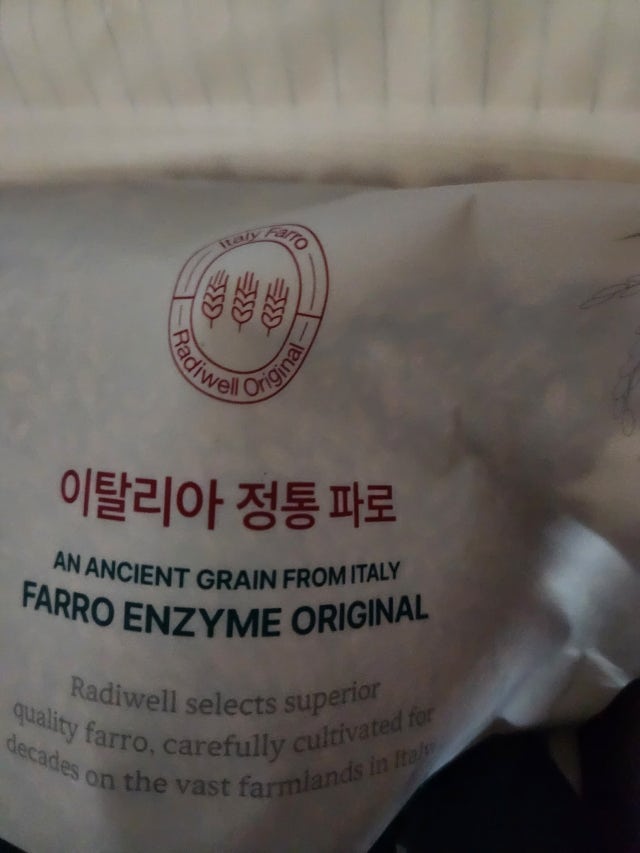 Italy Farro
Radiwell Original
이탈리아 정통 파로
AN ANCIENT GRAIN FROM ITALY
FARRO ENZYME ORIGINAL
Radiwell selects superior
quality farro, carefully cultivated for
decades on the vast farmlands in Italy